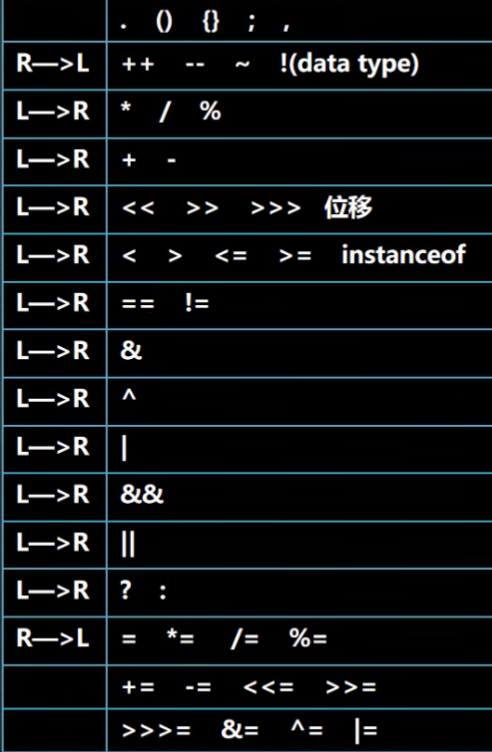 . () {} ; ,
R—>L ++ -- ~ !(data type)
L—>R * / %
L—>R + -
L—>R << >> >>> 位移
L—>R < > <= >= instanceof
L—>R == !=
L—>R &
L—>R ^
L—>R |
L—>R &&
L—>R ||
L—>R ? :
R—>L = *= /= %=
+= -= <<= >>=
>>>= &= ^= |=